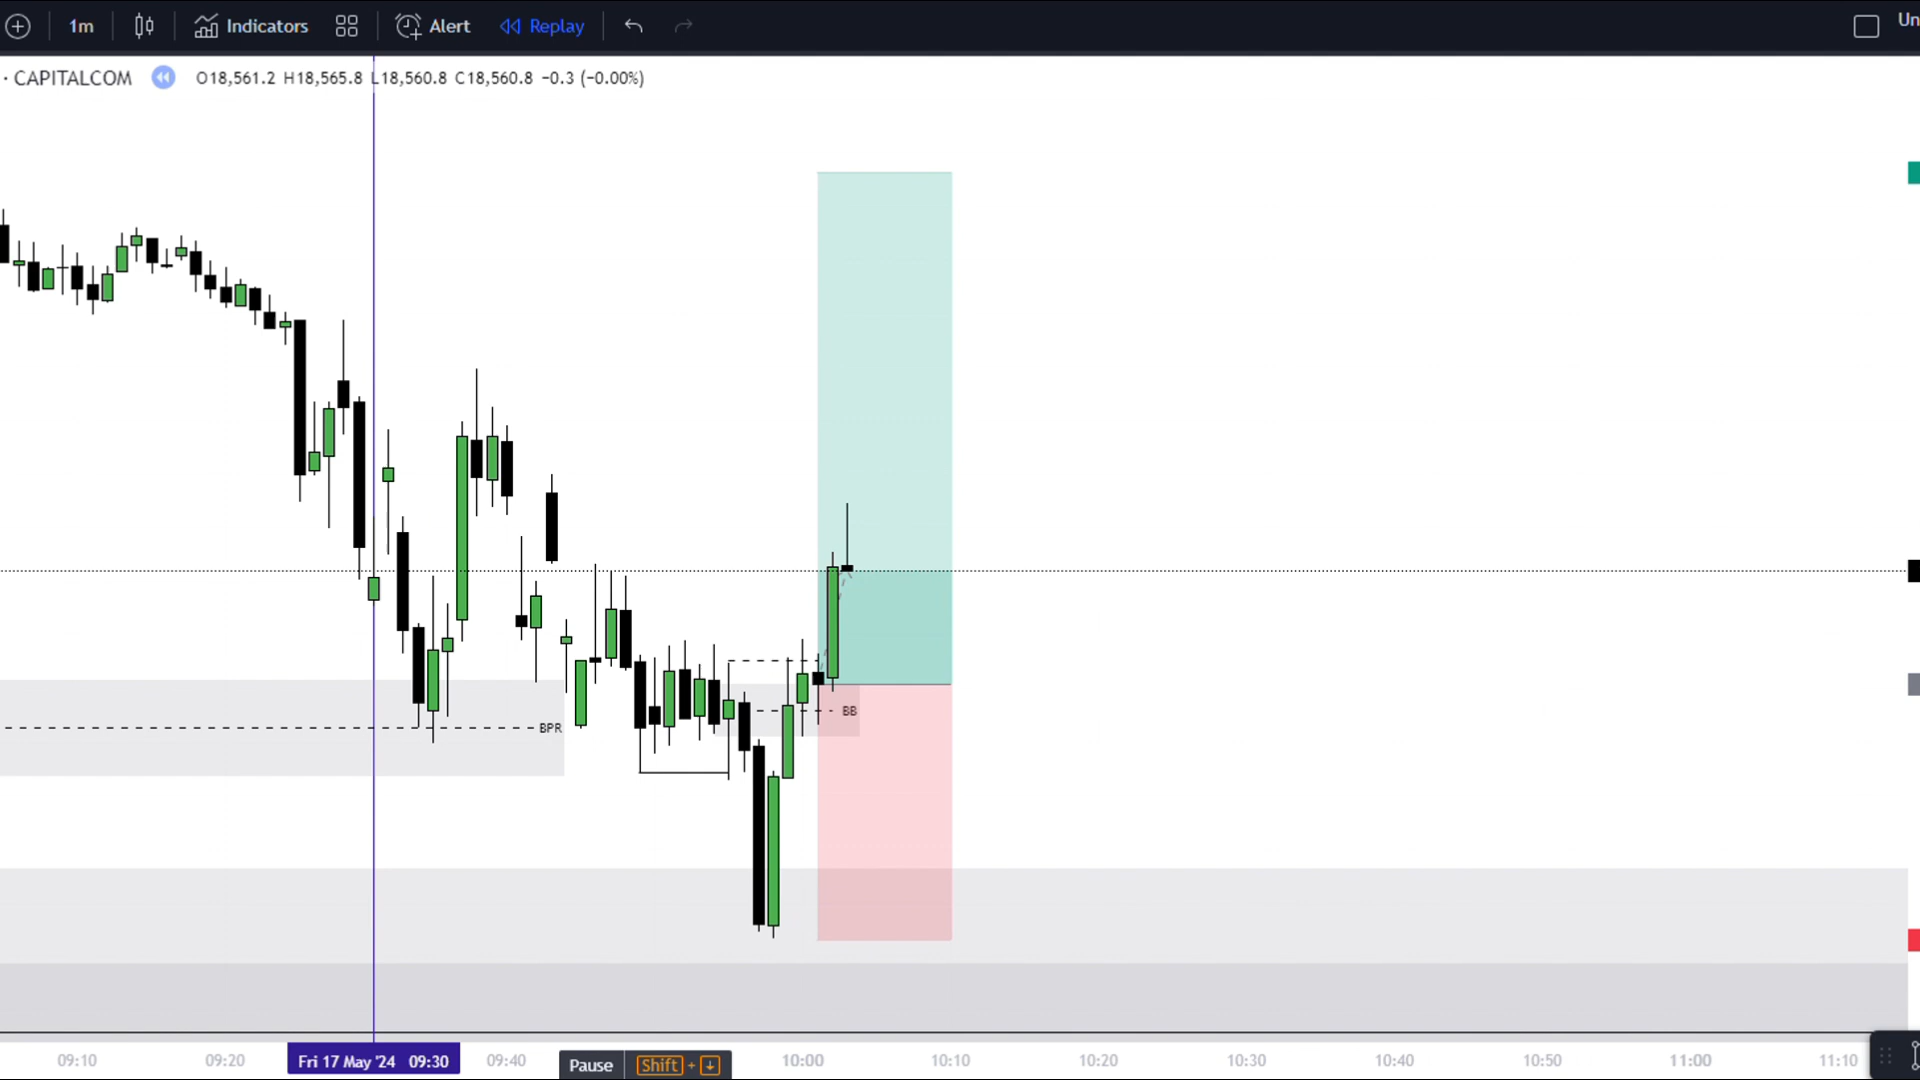 1m Indicators Alert Replay Un
· CAPITALCOM O18,561.2 H18,565.8 L18,560.8 C18,560.8 −0.3 (−0.00%)
BB
BPR
09:10 09:20 Fri 17 May '24 09:30 09:40 10:00 10:10 10:20 10:30 10:40 10:50 11:00 11:10
Pause Shift + ↓